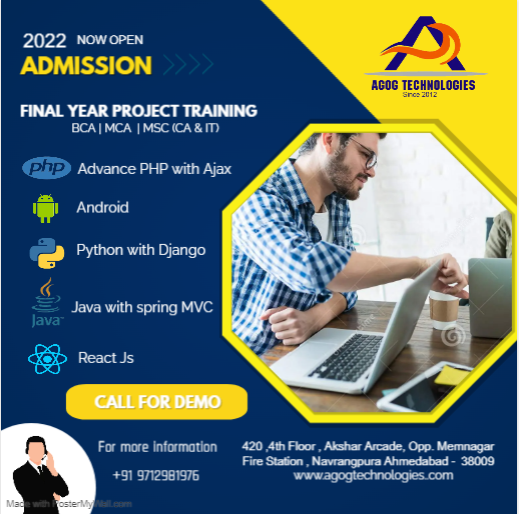 2022 NOW OPEN
ADMISSION
AGOG TECHNOLOGIES
Since 2012
FINAL YEAR PROJECT TRAINING
BCA | MCA | MSC (CA & IT)
php Advance PHP with Ajax
Android
Python with Django
Java Java with spring MVC
React Js
CALL FOR DEMO
For more information
+91 9712981976
420 ,4th Floor , Akshar Arcade, Opp. Memnagar
Fire Station , Navrangpura Ahmedabad - 38009
www.agogtechnologies.com
Made with PosterMyWall.com